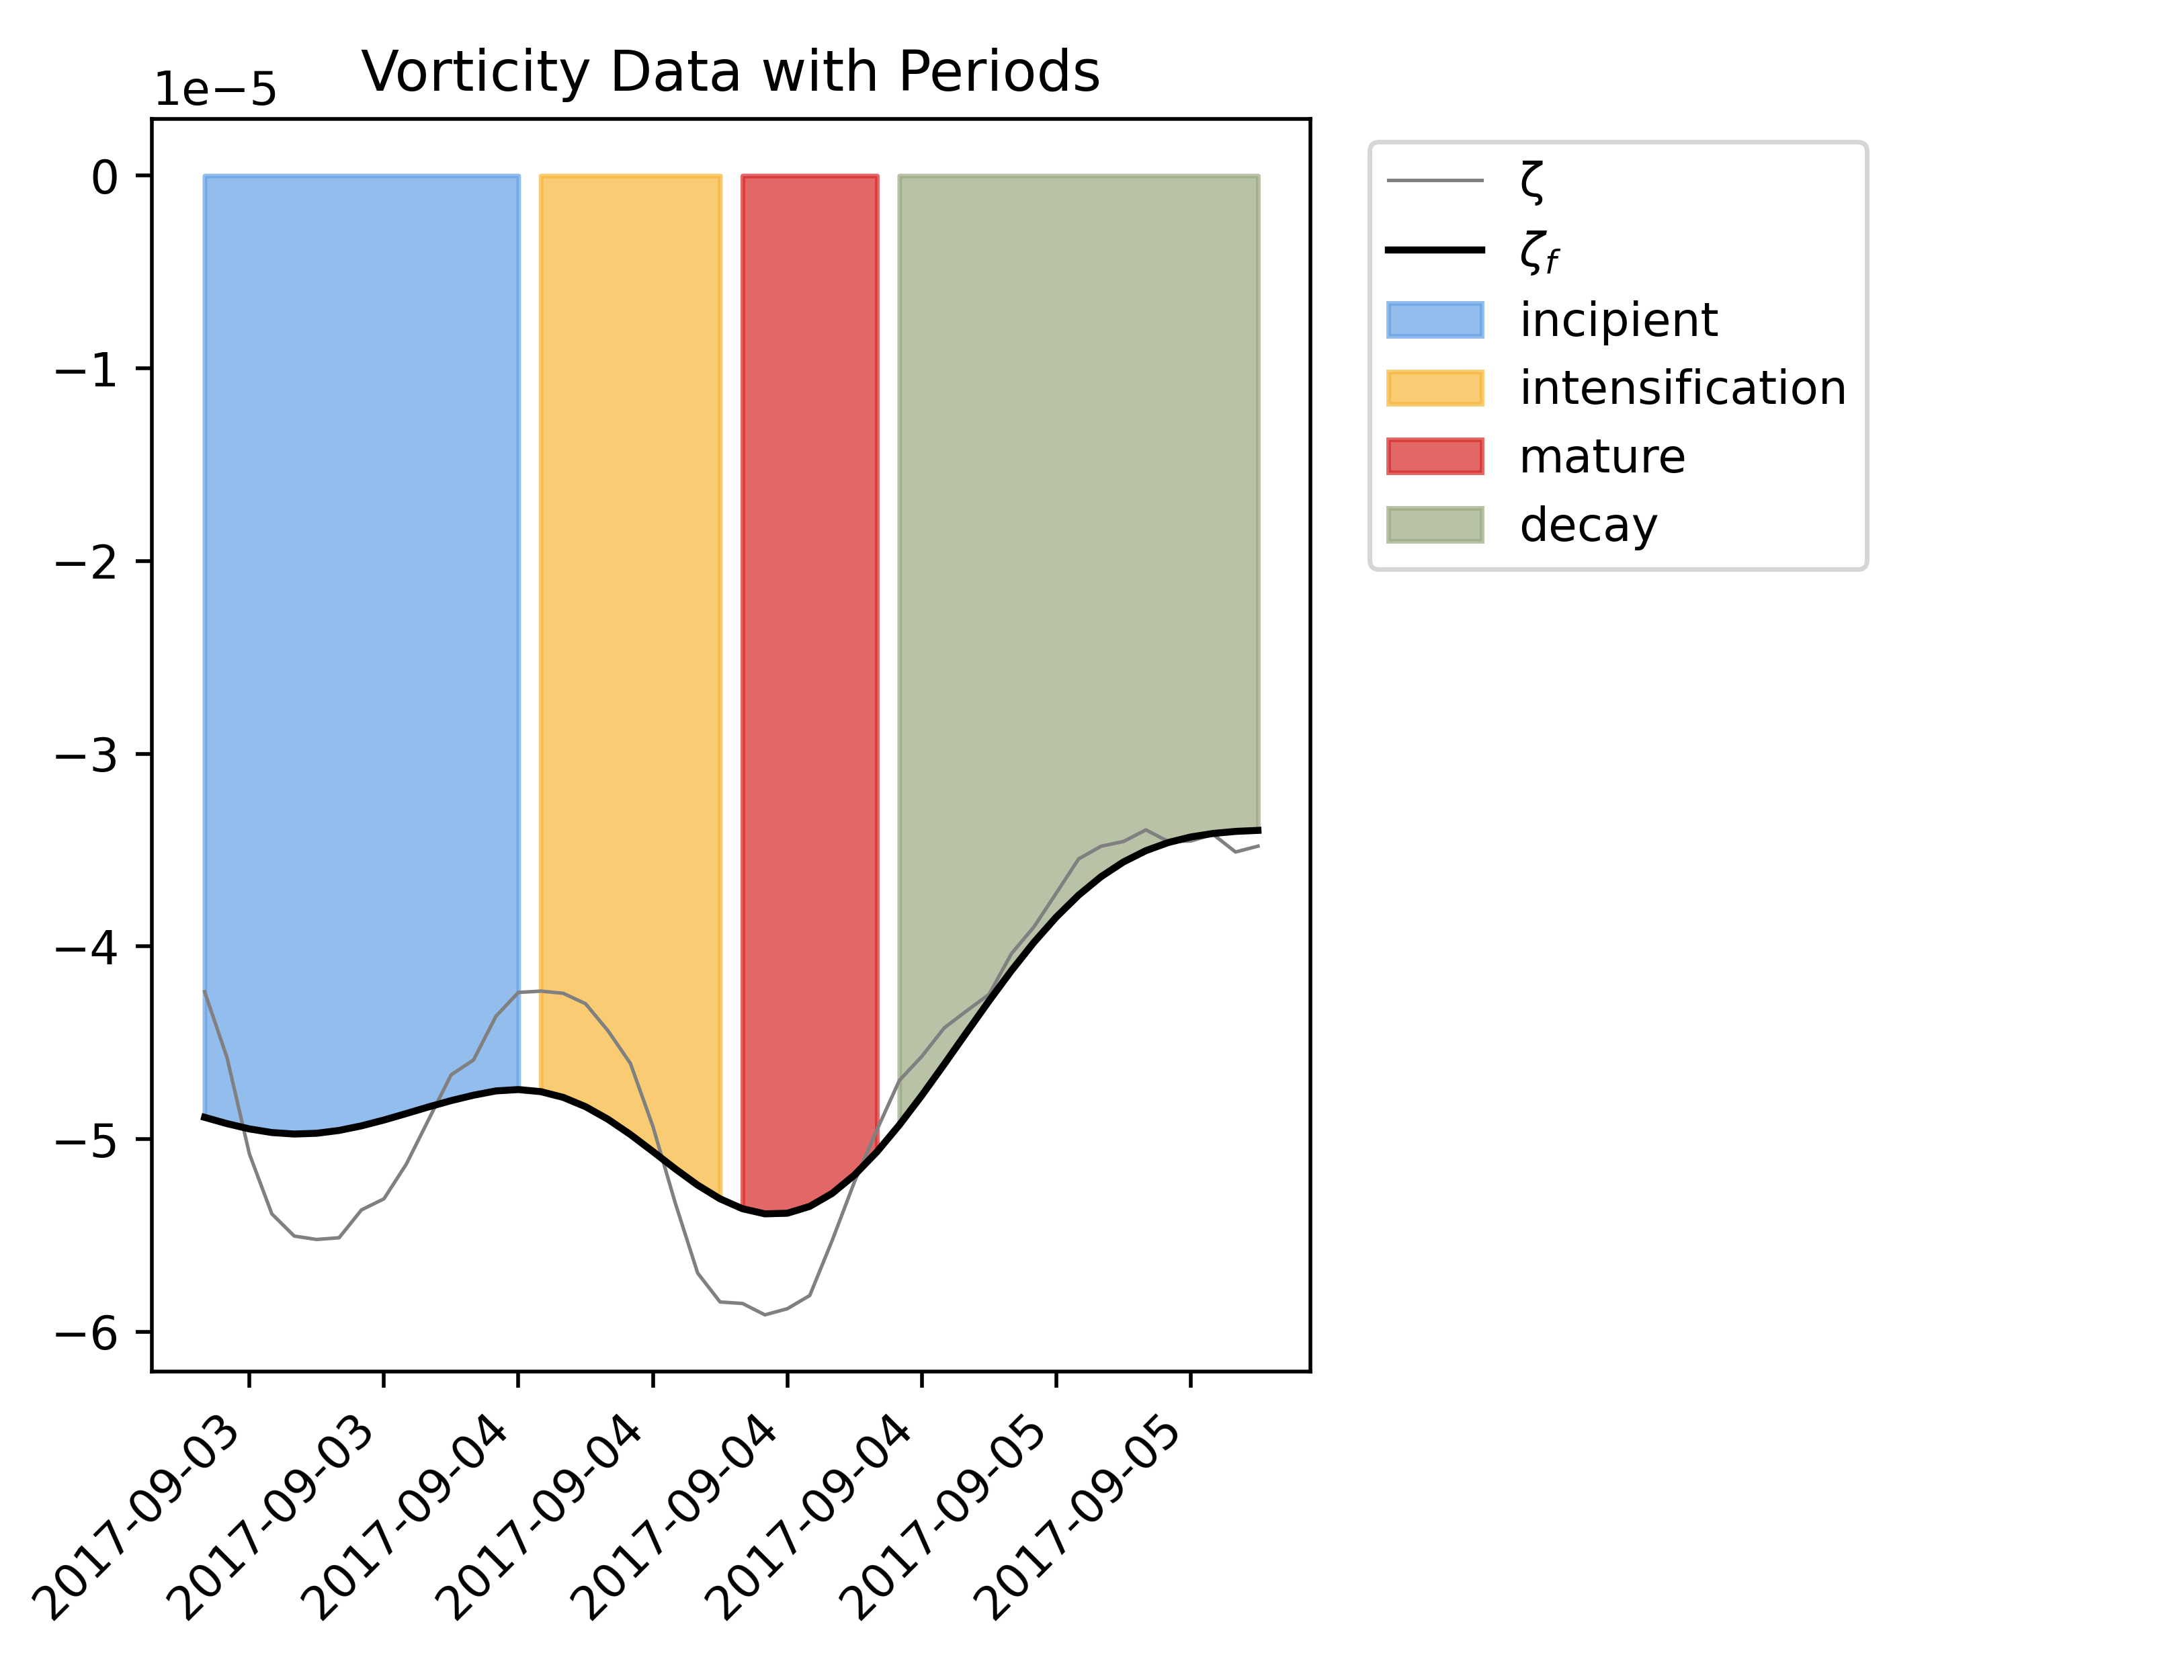 Vorticity Data with Periods
1e−5
0
−1
−2
−3
−4
−5
−6
2017-09-03
2017-09-03
2017-09-04
2017-09-04
2017-09-04
2017-09-04
2017-09-05
2017-09-05
ζ
ζf
incipient
intensification
mature
decay